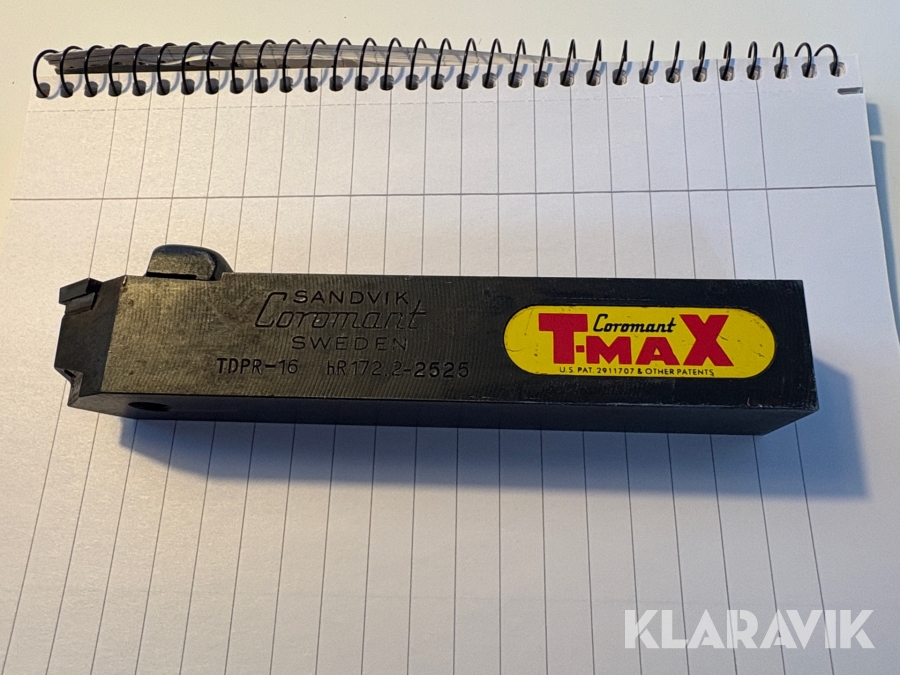 SANDVIK
Coromant
SWEDEN
TDPR-16 hR172.2-2525
Coromant
T-MAX
U.S. PAT. 2911707 & OTHER PATENTS
KLARAVIK